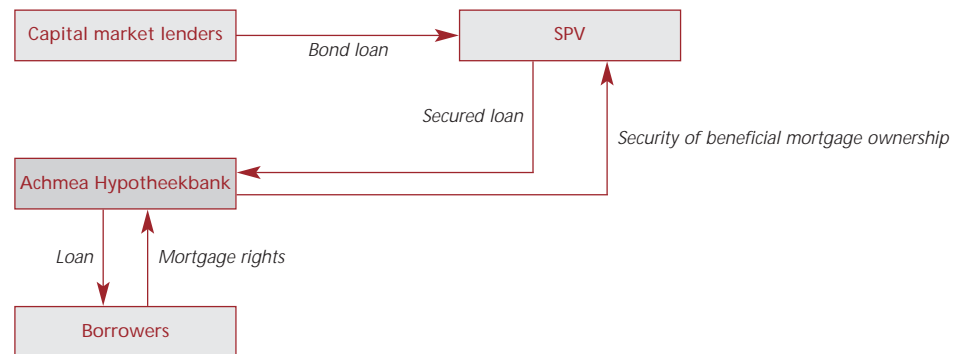 Capital market lenders
Bond loan
SPV
Secured loan
Security of beneficial mortgage ownership
Achmea Hypotheekbank
Loan
Mortgage rights
Borrowers